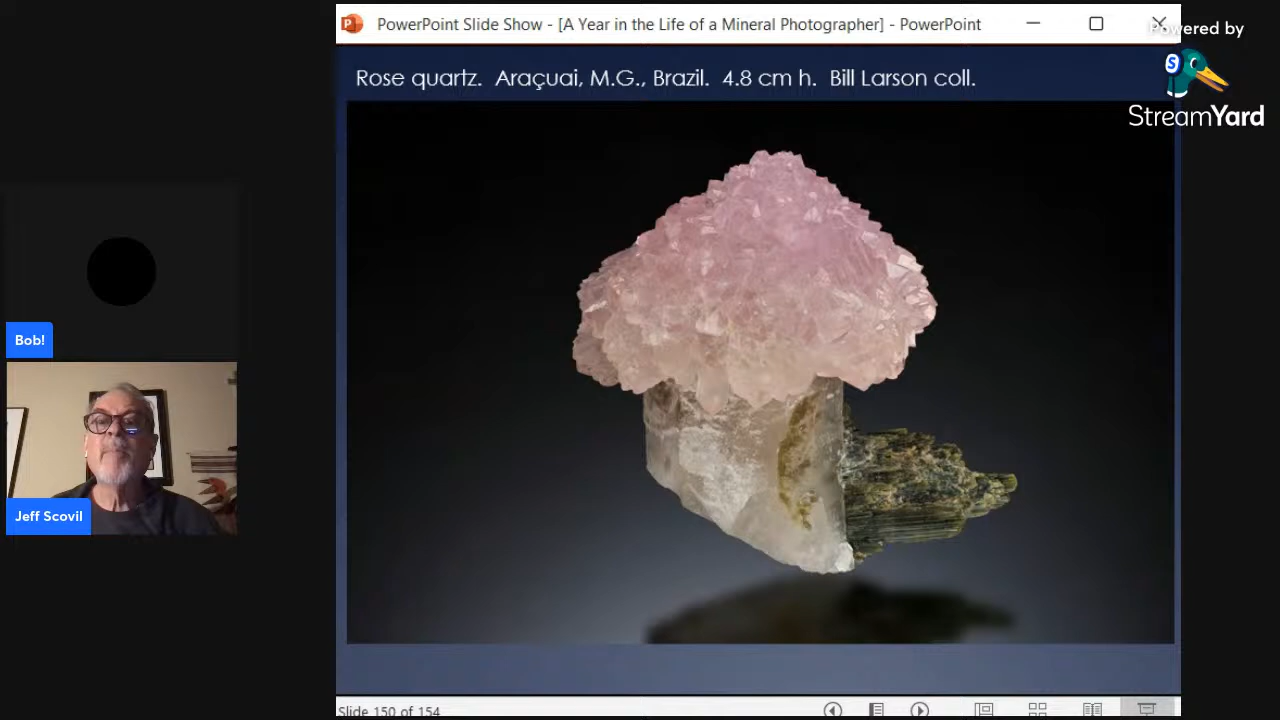 PowerPoint Slide Show - [A Year in the Life of a Mineral Photographer] - PowerPoint
Powered by
StreamYard
Rose quartz. Araçuai, M.G., Brazil. 4.8 cm h. Bill Larson coll.
Bob!
Jeff Scovil
Slide 150 of 154